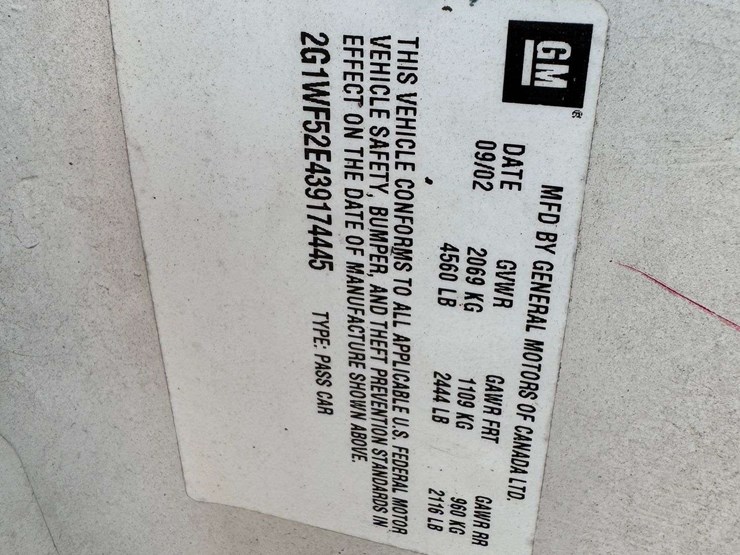 GM®
MFD BY GENERAL MOTORS OF CANADA LTD.
DATE GVWR GAWR FRT GAWR RR
09/02 2069 KG 1109 KG 960 KG
4560 LB 2444 LB 2116 LB
THIS VEHICLE CONFORMS TO ALL APPLICABLE U.S. FEDERAL MOTOR
VEHICLE SAFETY, BUMPER, AND THEFT PREVENTION STANDARDS IN
EFFECT ON THE DATE OF MANUFACTURE SHOWN ABOVE.
2G1WF52E439174445 TYPE: PASS CAR